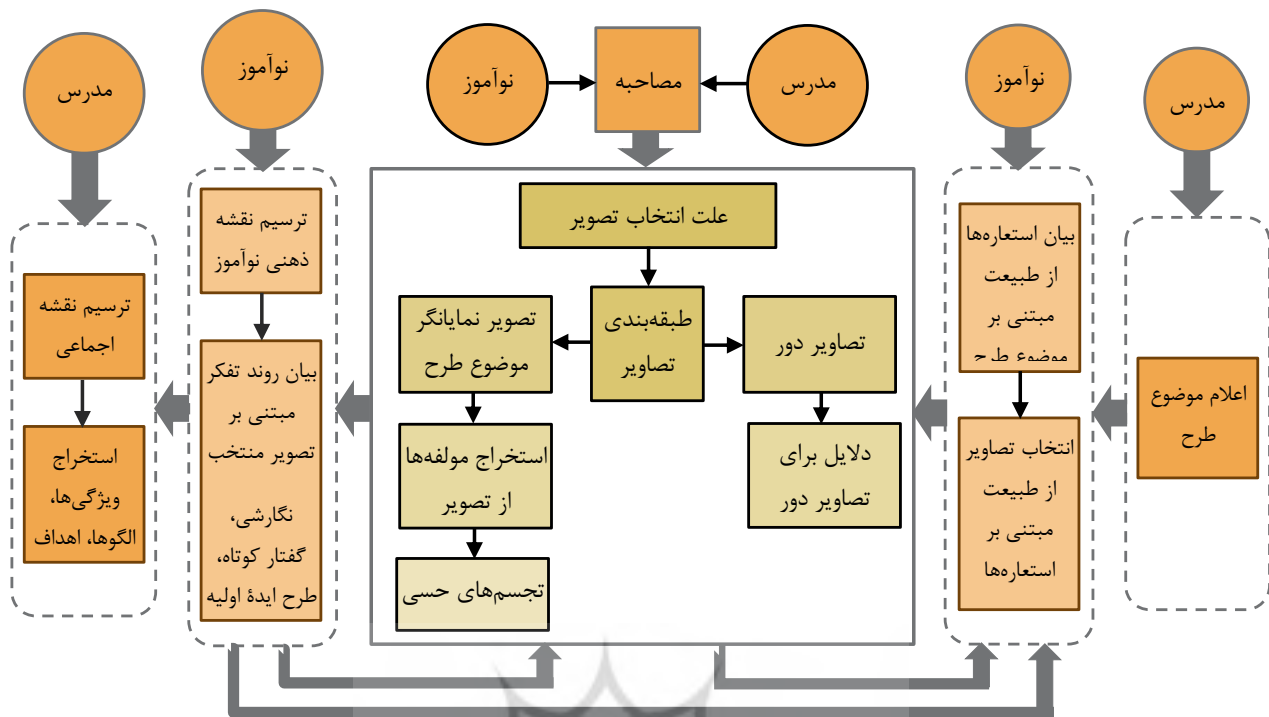 مدرس
اعلام موضوع
طرح
نوآموز
بیان استعاره‌ها
از طبیعت
مبتنی بر
موضوع طرح
انتخاب تصاویر
از طبیعت
مبتنی بر
استعاره‌ها
مدرس
مصاحبه
نوآموز
علت انتخاب تصویر
طبقه‌بندی
تصاویر
تصاویر دور
دلایل برای
تصاویر دور
تصویر نمایانگر
موضوع طرح
استخراج مولفه‌ها
از تصویر
تجسم‌های حسی
نوآموز
ترسیم نقشه
ذهنی نوآموز
بیان روند تفکر
مبتنی بر
تصویر منتخب
نگارشی،
گفتار کوتاه،
طرح ایدۀ اولیه
مدرس
ترسیم نقشه
اجماعی
استخراج
ویژگی‌ها،
الگوها، اهداف